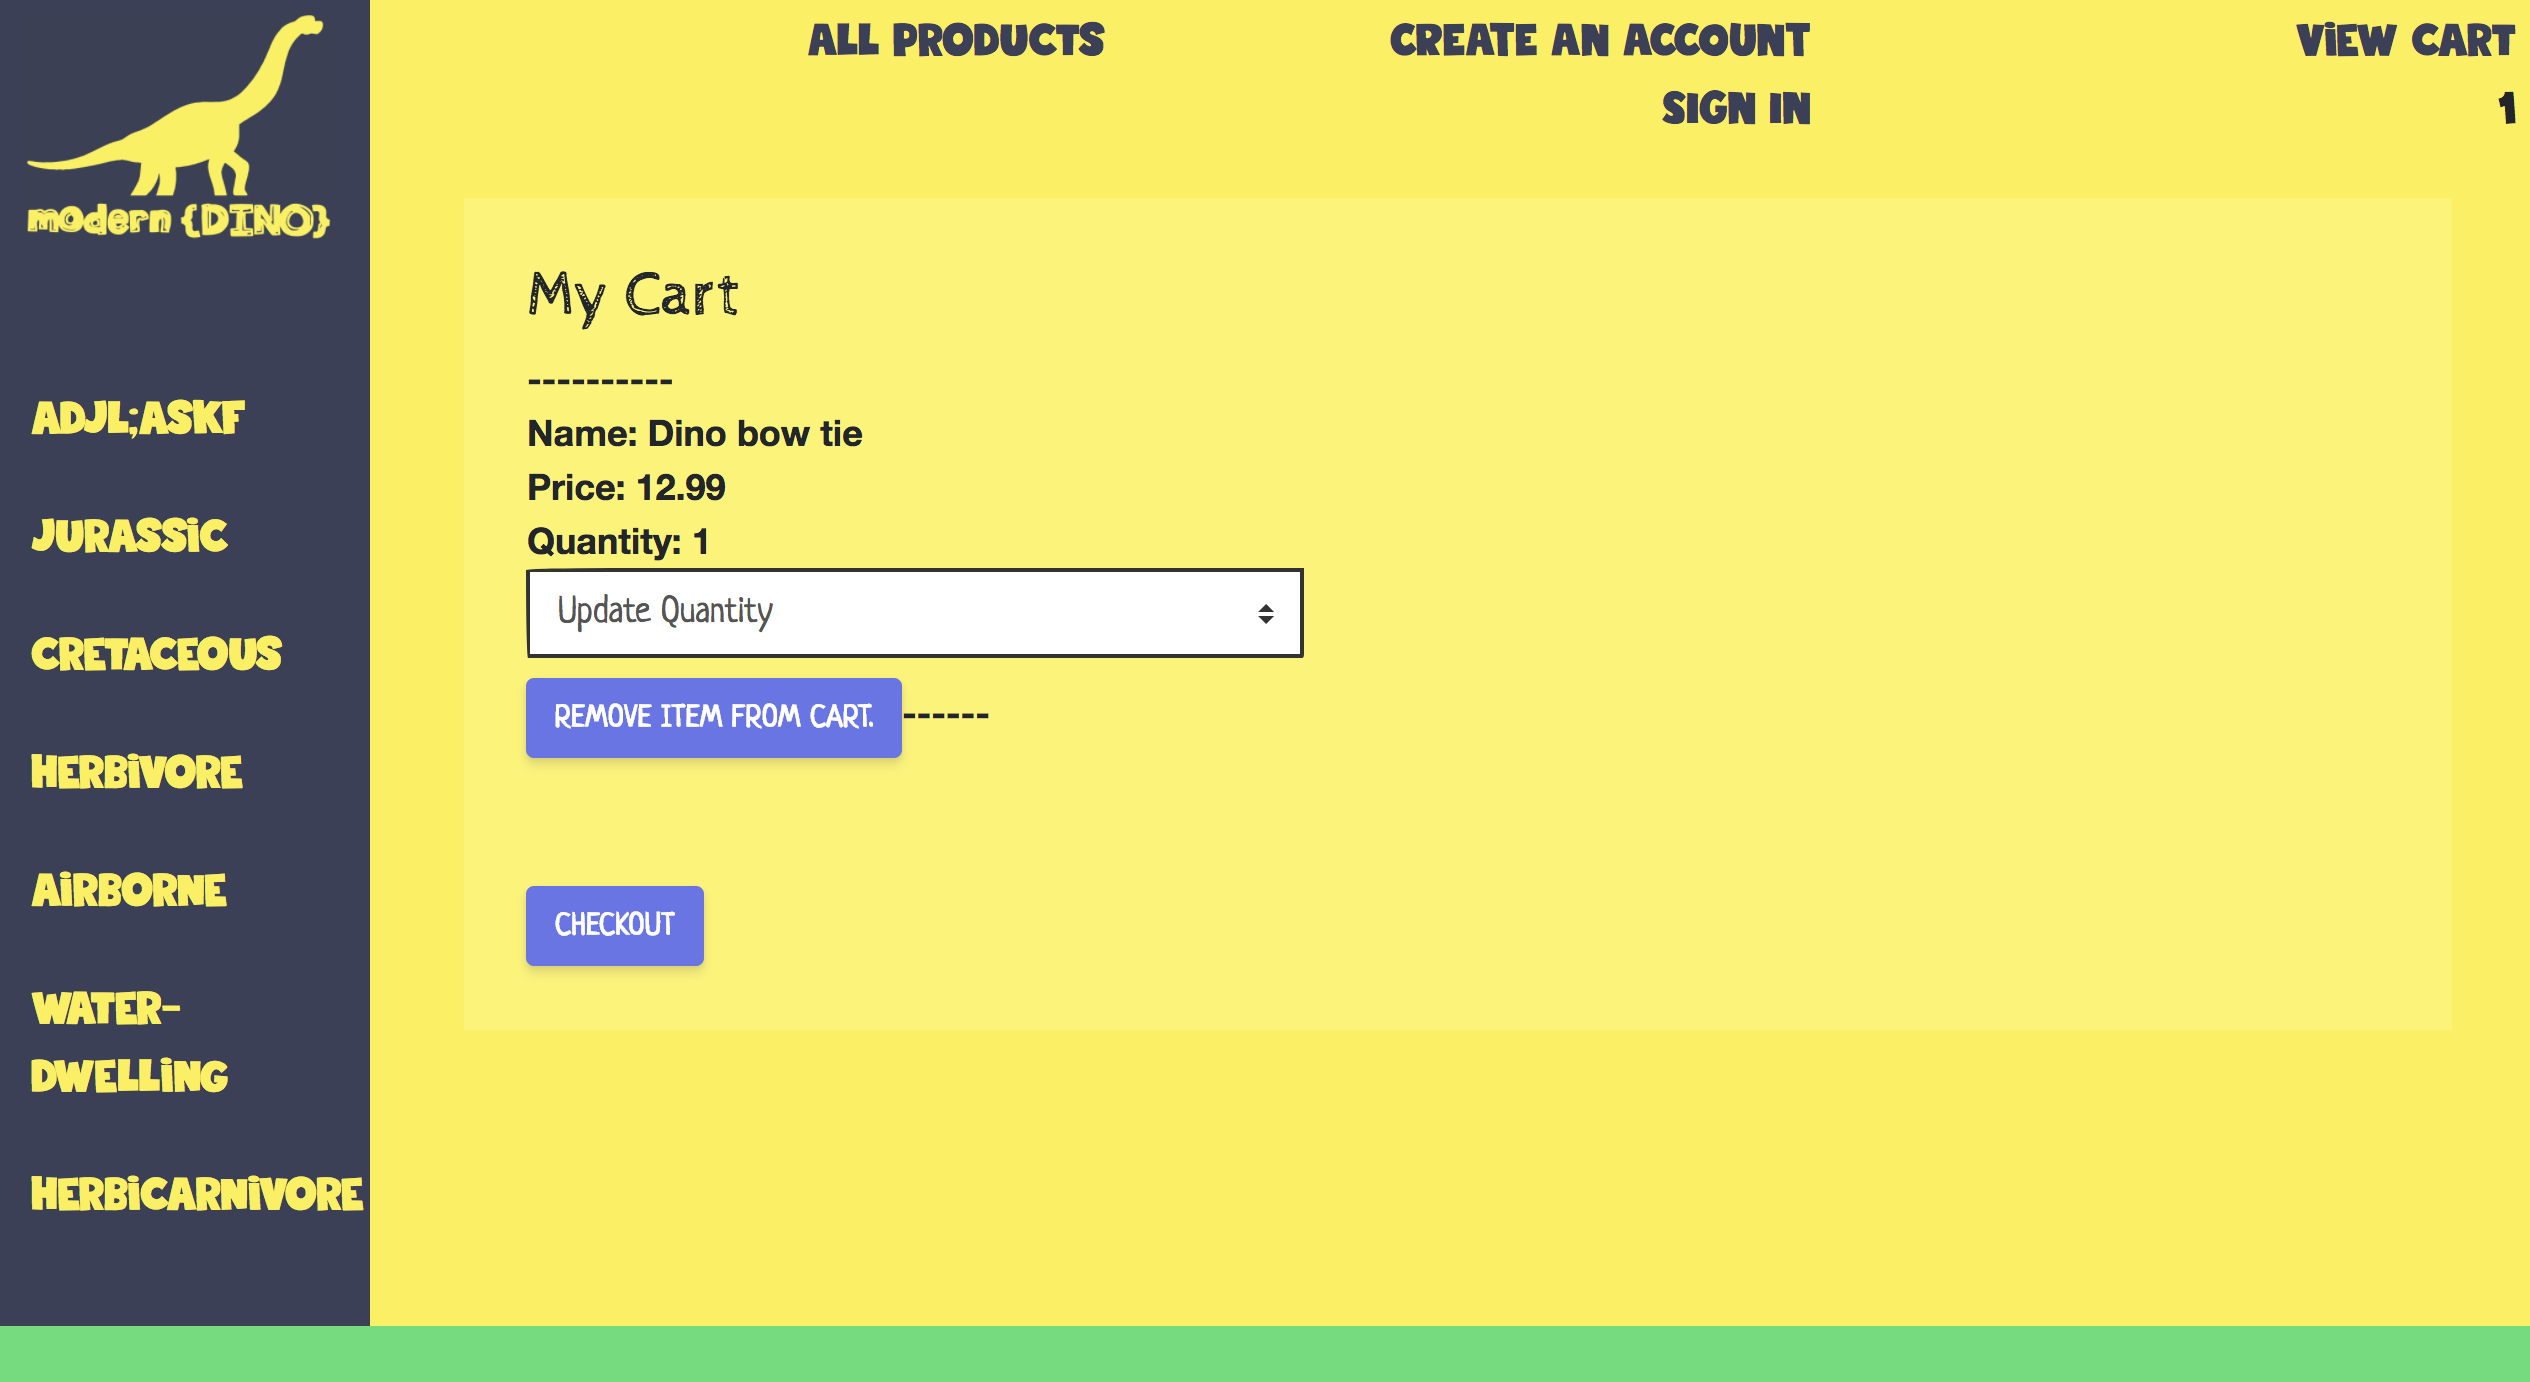 modern {DINO}
ADJL;ASKF
JURASSiC
CRETACEOUS
HERBiVORE
AiRBORNE
WATER-
DWELLiNG
HERBiCARNiVORE
ALL PRODUCTS
CREATE AN ACCOUNT
SIGN IN
ViEW CART
1
My Cart
----------
Name: Dino bow tie
Price: 12.99
Quantity: 1
Update Quantity
REMOVE ITEM FROM CART. ------
CHECKOUT